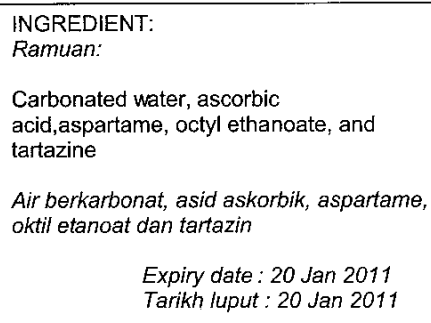 INGREDIENT:
Ramuan:
Carbonated water, ascorbic
acid,aspartame, octyl ethanoate, and
tartazine
Air berkarbonat, asid askorbik, aspartame,
oktil etanoat dan tartazin
Expiry date : 20 Jan 2011
Tarikh luput : 20 Jan 2011